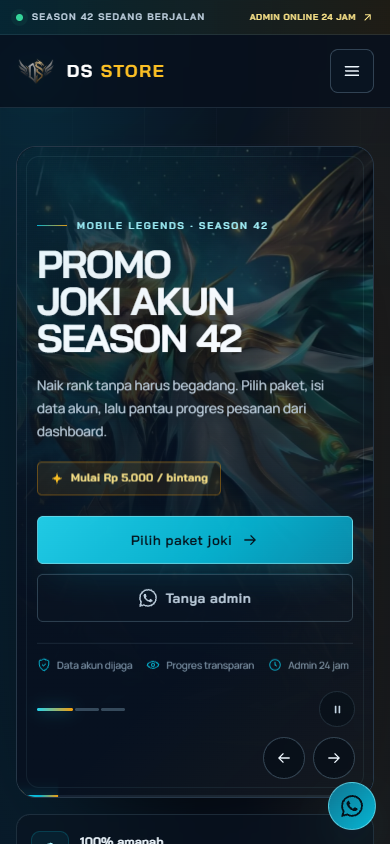 SEASON 42 SEDANG BERJALAN
ADMIN ONLINE 24 JAM
DS STORE
MOBILE LEGENDS · SEASON 42
PROMO
JOKI AKUN
SEASON 42
Naik rank tanpa harus begadang. Pilih paket, isi
data akun, lalu pantau progres pesanan dari
dashboard.
Mulai Rp 5.000 / bintang
Pilih paket joki
Tanya admin
Data akun dijaga
Progres transparan
Admin 24 jam
100% amanah